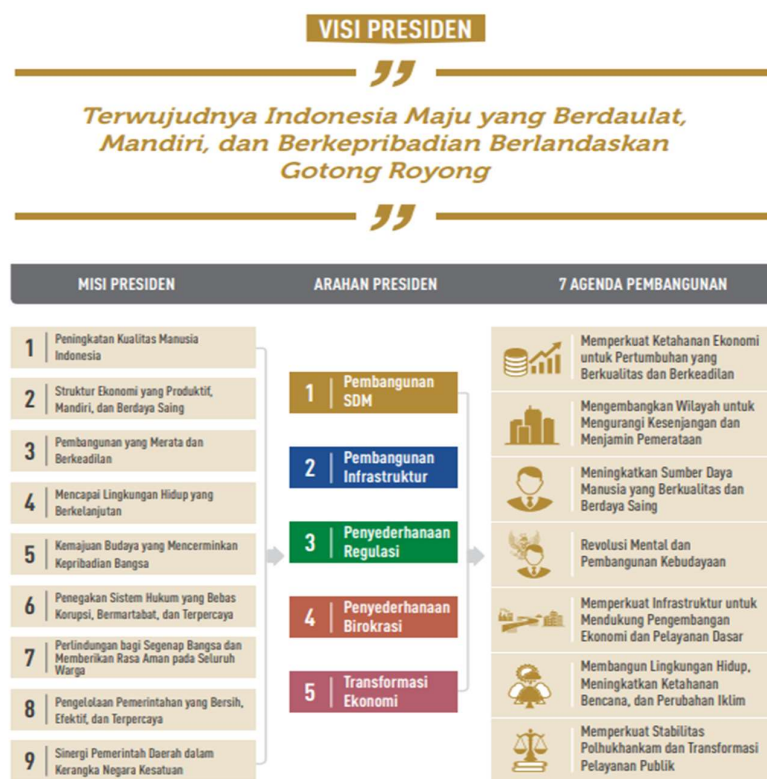 VISI PRESIDEN
”
Terwujudnya Indonesia Maju yang Berdaulat,
Mandiri, dan Berkepribadian Berlandaskan
Gotong Royong
”
MISI PRESIDEN
1
Peningkatan Kualitas Manusia
Indonesia
2
Struktur Ekonomi yang Produktif,
Mandiri, dan Berdaya Saing
3
Pembangunan yang Merata dan
Berkeadilan
4
Mencapai Lingkungan Hidup yang
Berkelanjutan
5
Kemajuan Budaya yang Mencerminkan
Kepribadian Bangsa
6
Penegakan Sistem Hukum yang Bebas
Korupsi, Bermartabat, dan Terpercaya
7
Perlindungan bagi Segenap Bangsa dan
Memberikan Rasa Aman pada Seluruh
Warga
8
Pengelolaan Pemerintahan yang Bersih,
Efektif, dan Terpercaya
9
Sinergi Pemerintah Daerah dalam
Kerangka Negara Kesatuan
ARAHAN PRESIDEN
1
Pembangunan
SDM
2
Pembangunan
Infrastruktur
3
Penyederhanaan
Regulasi
4
Penyederhanaan
Birokrasi
5
Transformasi
Ekonomi
7 AGENDA PEMBANGUNAN
Memperkuat Ketahanan Ekonomi
untuk Pertumbuhan yang
Berkualitas dan Berkeadilan
Mengembangkan Wilayah untuk
Mengurangi Kesenjangan dan
Menjamin Pemerataan
Meningkatkan Sumber Daya
Manusia yang Berkualitas dan
Berdaya Saing
Revolusi Mental dan
Pembangunan Kebudayaan
Memperkuat Infrastruktur untuk
Mendukung Pengembangan
Ekonomi dan Pelayanan Dasar
Membangun Lingkungan Hidup,
Meningkatkan Ketahanan
Bencana, dan Perubahan Iklim
Memperkuat Stabilitas
Polhukhankam dan Transformasi
Pelayanan Publik